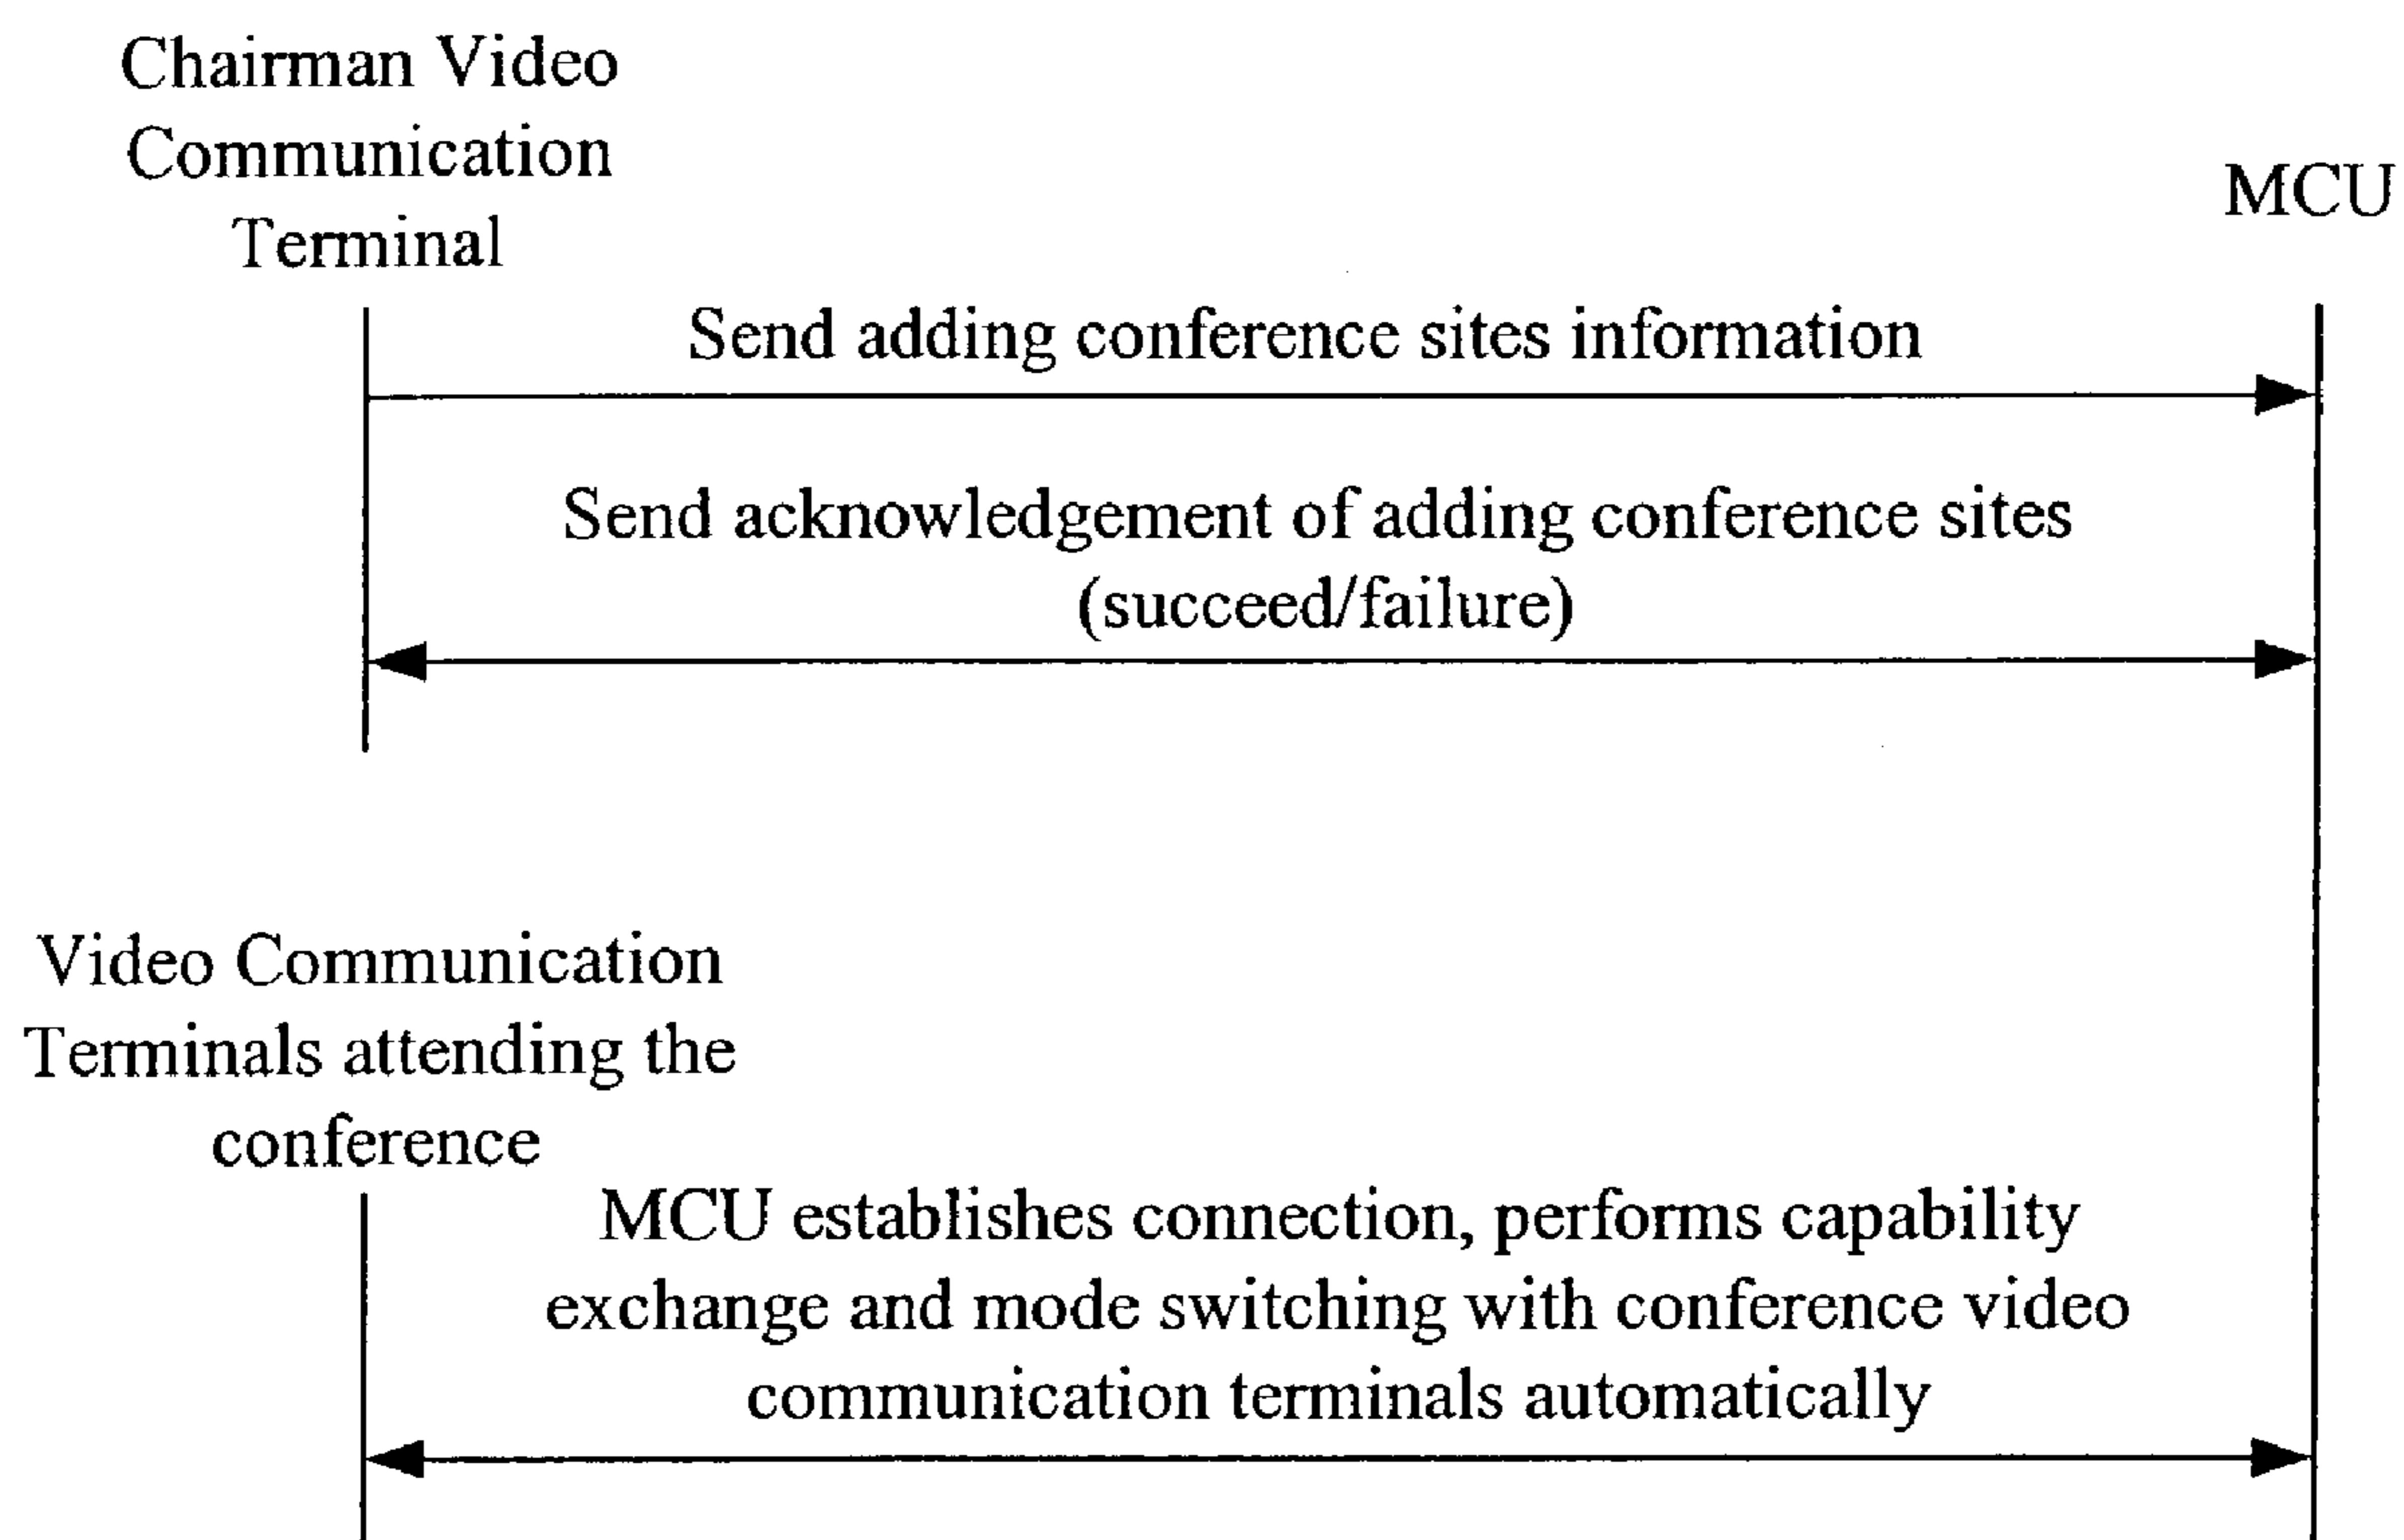 Chairman Video
Communication
Terminal
MCU
Send adding conference sites information
Send acknowledgement of adding conference sites
(succeed/failure)
Video Communication
Terminals attending the
conference
MCU establishes connection, performs capability
exchange and mode switching with conference video
communication terminals automatically